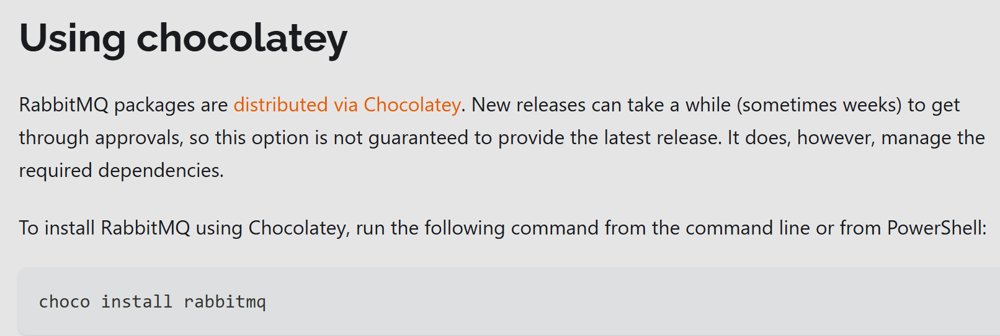 Using chocolatey
RabbitMQ packages are distributed via Chocolatey. New releases can take a while (sometimes weeks) to get
through approvals, so this option is not guaranteed to provide the latest release. It does, however, manage the
required dependencies.
To install RabbitMQ using Chocolatey, run the following command from the command line or from PowerShell:
choco install rabbitmq